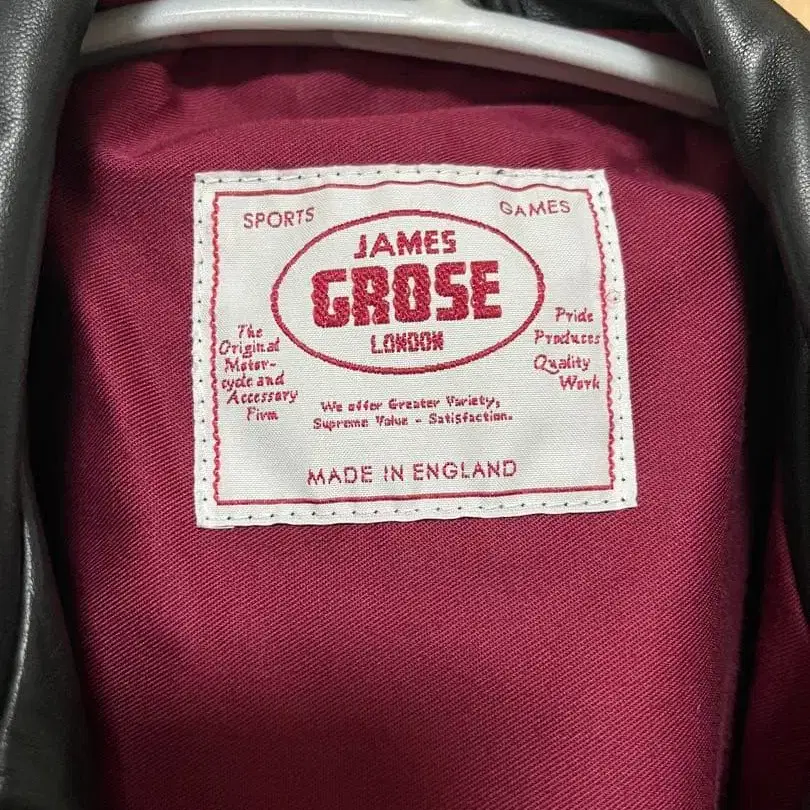 SPORTS GAMES
JAMES
GROSE
LONDON
The
Original
Motor-
cycle and
Accessory
Firm
Pride
Produces
Quality
Work
We offer Greater Variety,
Supreme Value - Satisfaction.
MADE IN ENGLAND